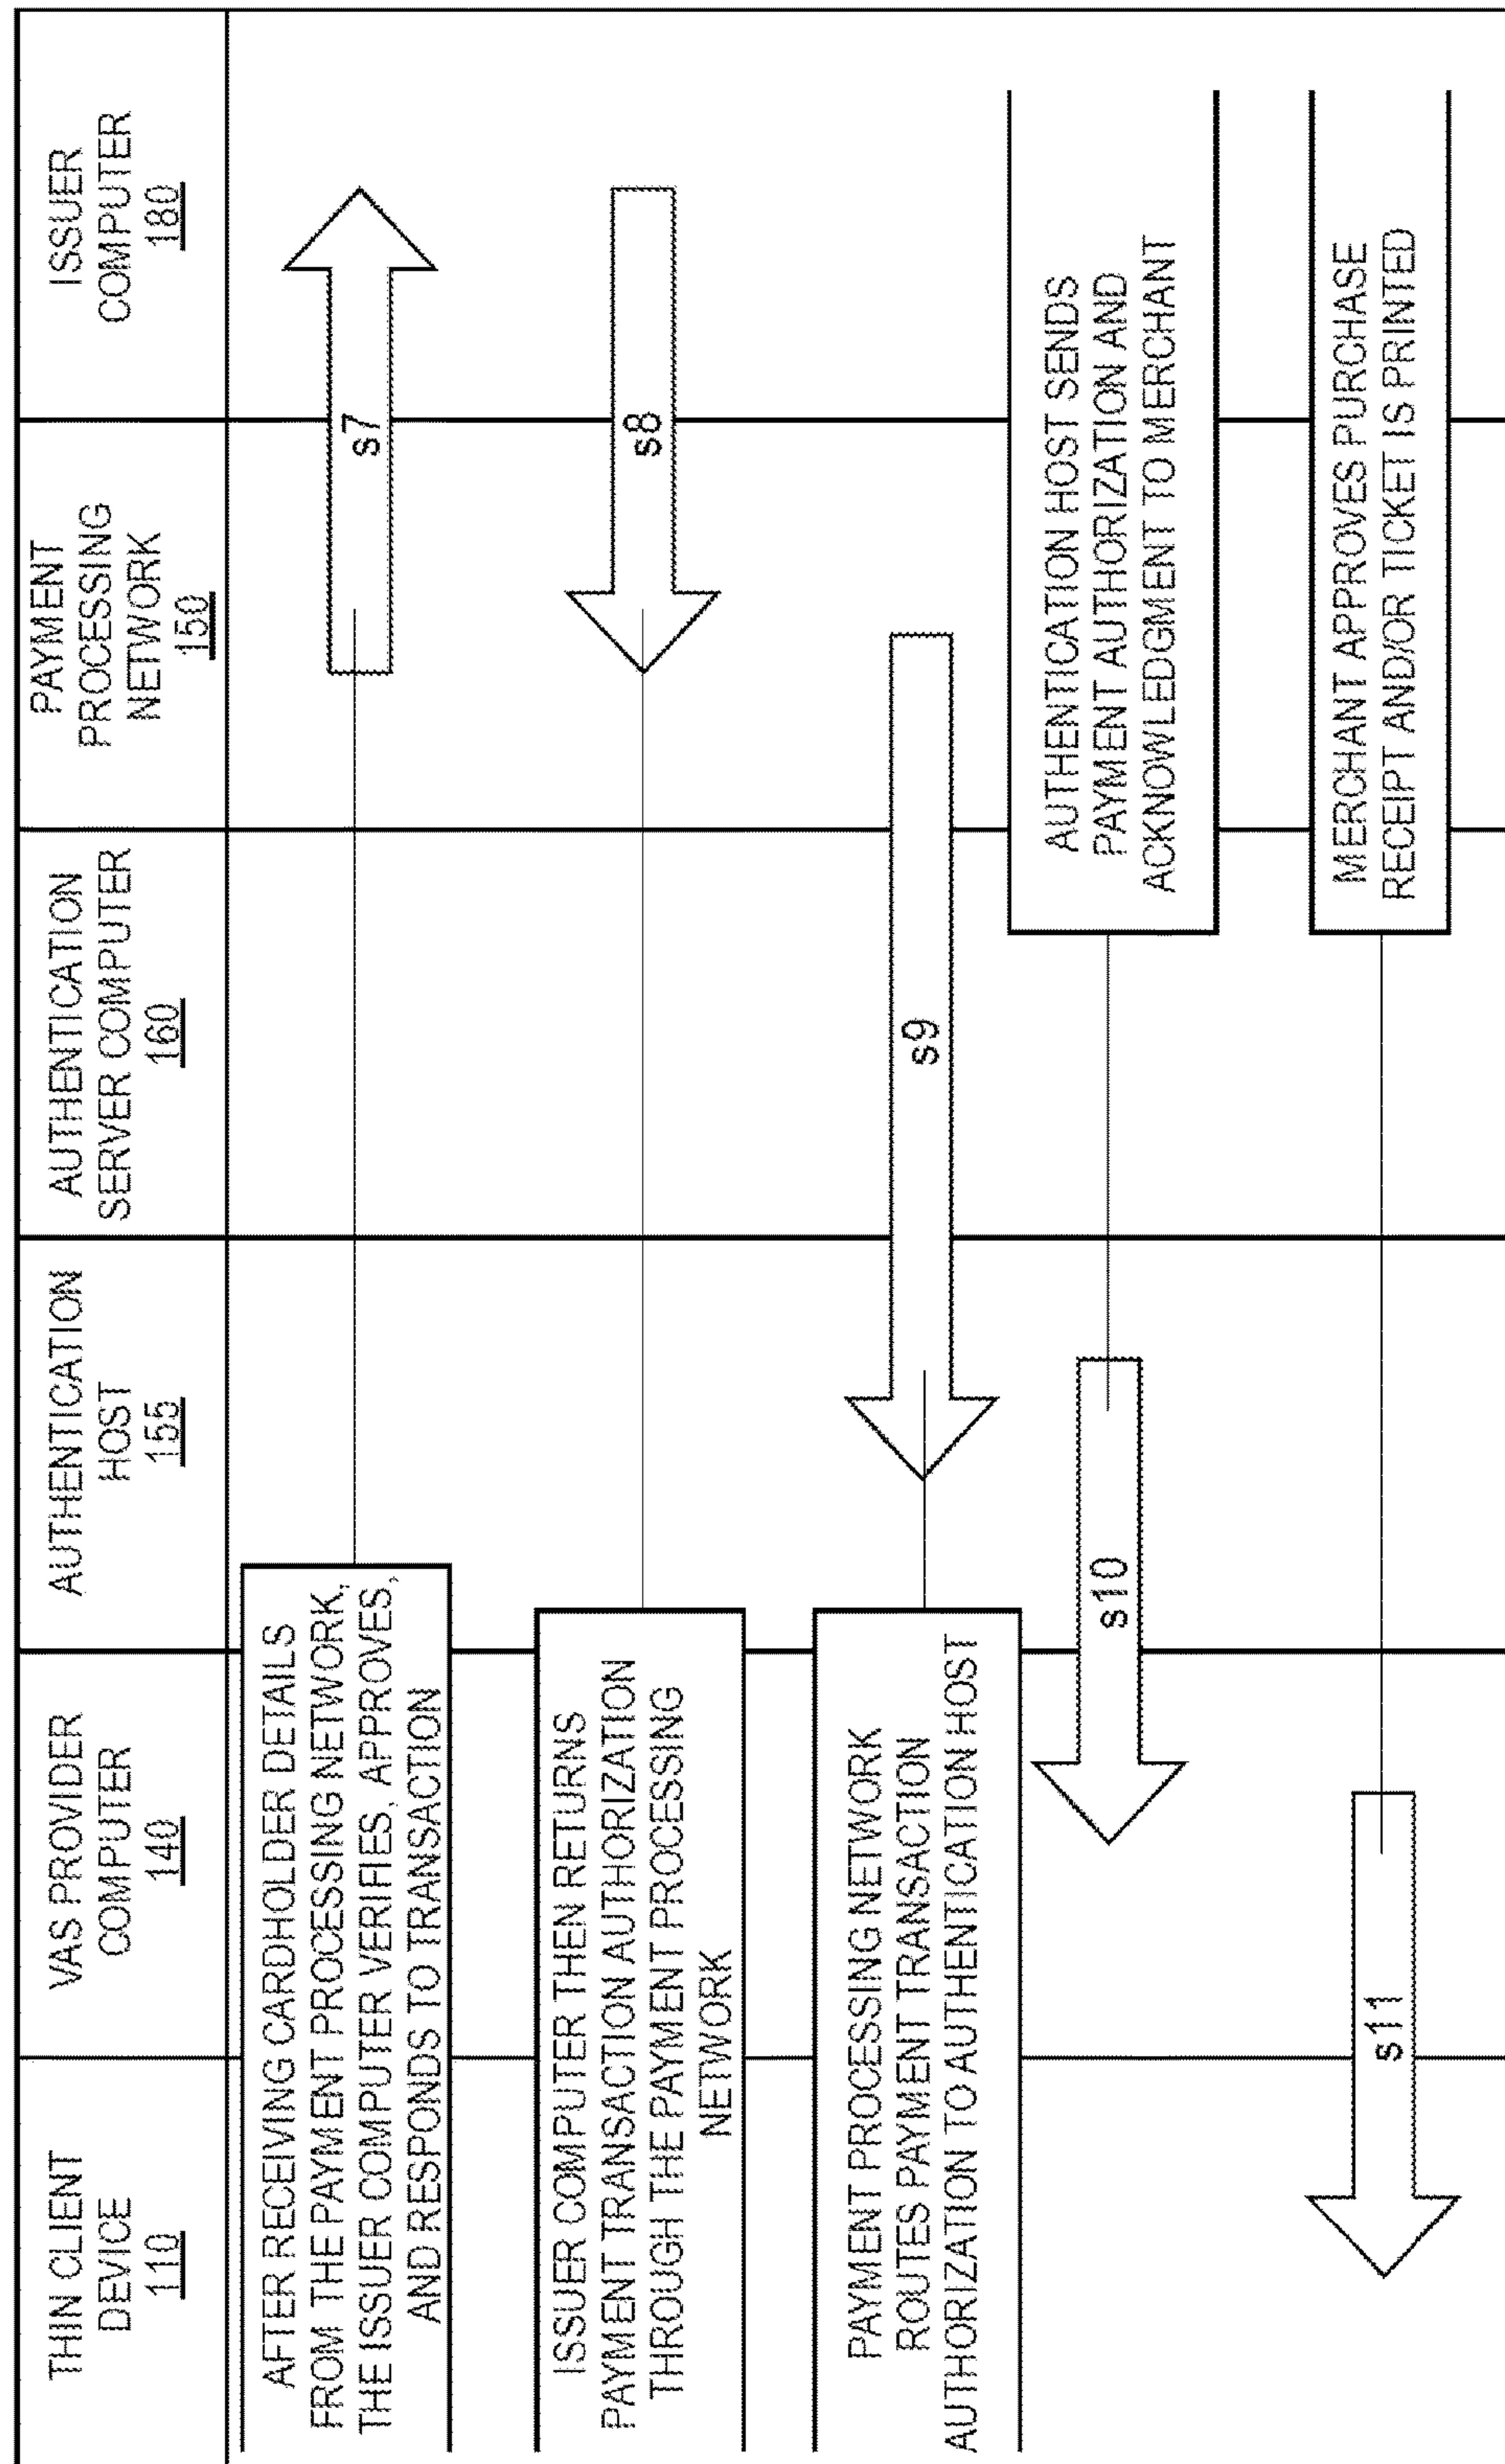 THIN CLIENT
DEVICE
110
VAS PROVIDER
COMPUTER
140
AUTHENTICATION
HOST
155
AUTHENTICATION
SERVER COMPUTER
160
PAYMENT
PROCESSING
NETWORK
150
ISSUER
COMPUTER
180
AFTER RECEIVING CARDHOLDER DETAILS
FROM THE PAYMENT PROCESSING NETWORK,
THE ISSUER COMPUTER VERIFIES, APPROVES,
AND RESPONDS TO TRANSACTION
s7
ISSUER COMPUTER THEN RETURNS
PAYMENT TRANSACTION AUTHORIZATION
THROUGH THE PAYMENT PROCESSING
NETWORK
s8
PAYMENT PROCESSING NETWORK
ROUTES PAYMENT TRANSACTION
AUTHORIZATION TO AUTHENTICATION HOST
s9
s10
AUTHENTICATION HOST SENDS
PAYMENT AUTHORIZATION AND
ACKNOWLEDGMENT TO MERCHANT
s11
MERCHANT APPROVES PURCHASE
RECEIPT AND/OR TICKET IS PRINTED